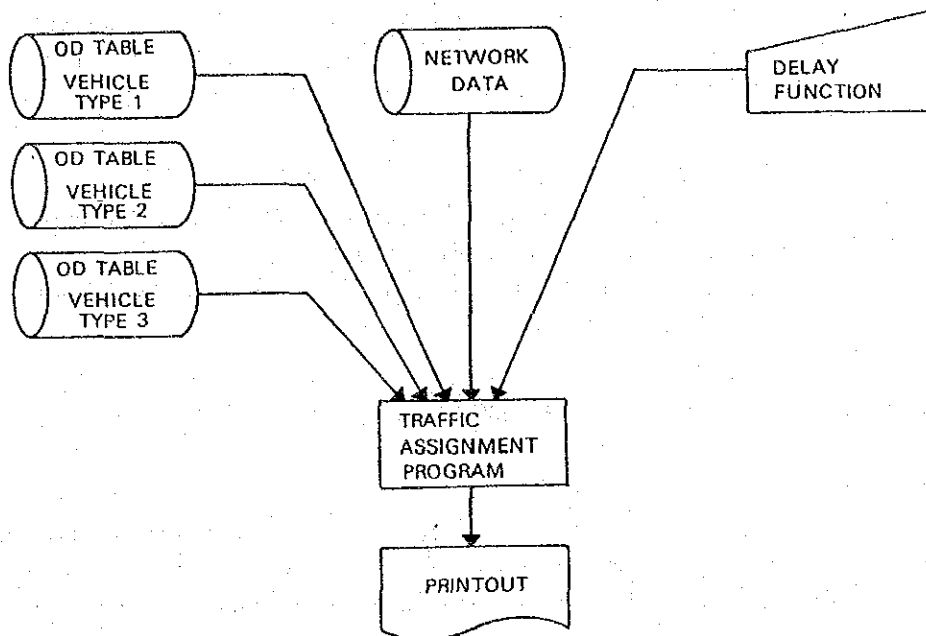 OD TABLE
VEHICLE
TYPE 1
OD TABLE
VEHICLE
TYPE 2
OD TABLE
VEHICLE
TYPE 3
NETWORK
DATA
DELAY
FUNCTION
TRAFFIC
ASSIGNMENT
PROGRAM
PRINTOUT